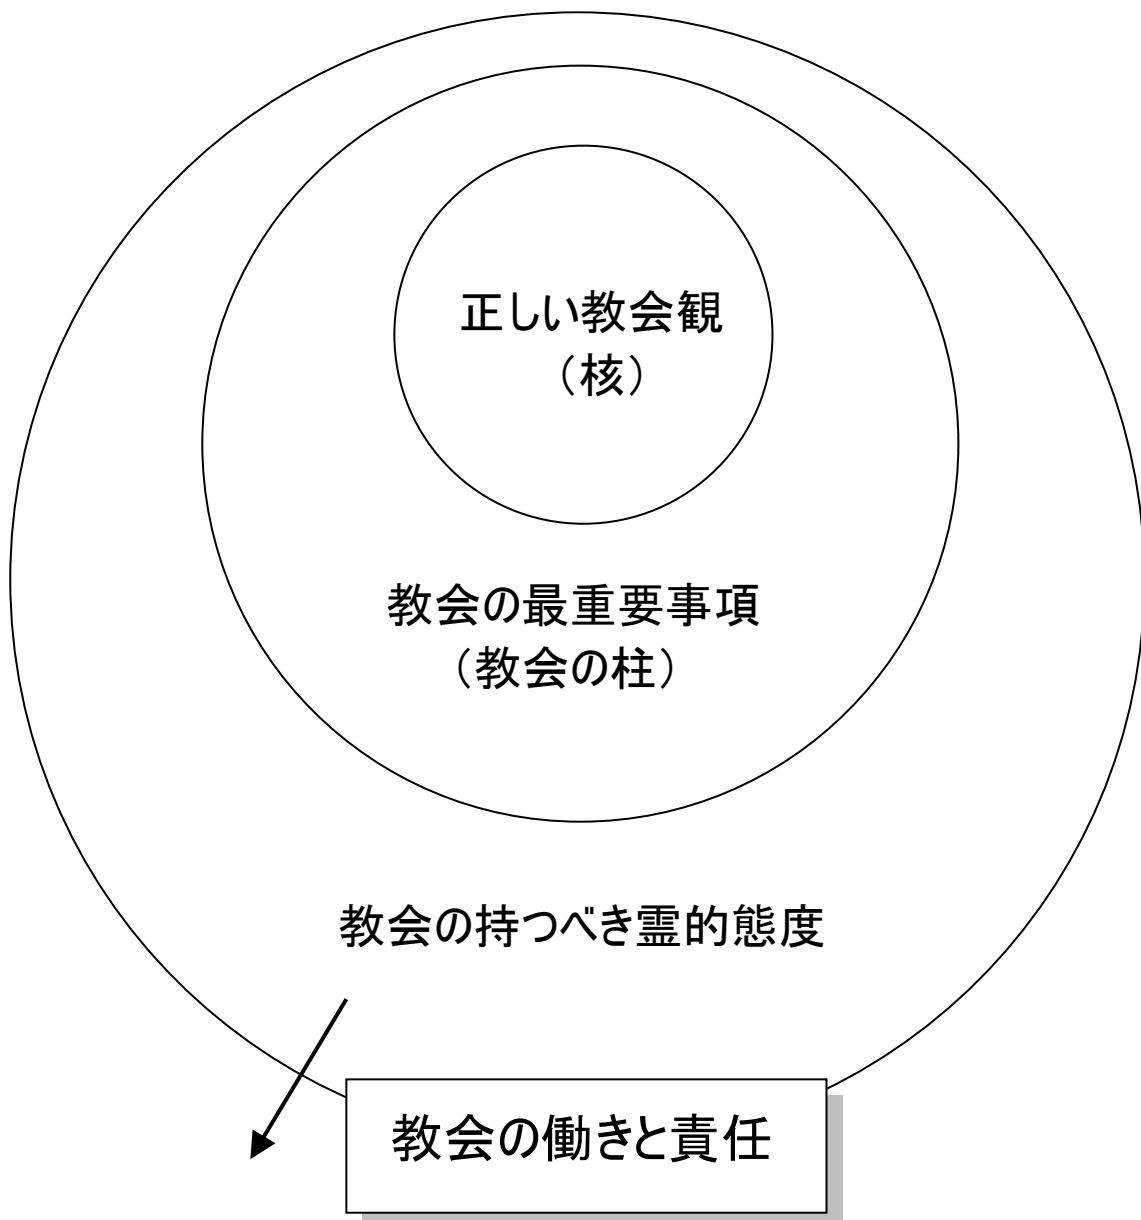 正しい教会観
（核）
教会の最重要事項
（教会の柱）
教会の持つべき霊的態度
教会の働きと責任